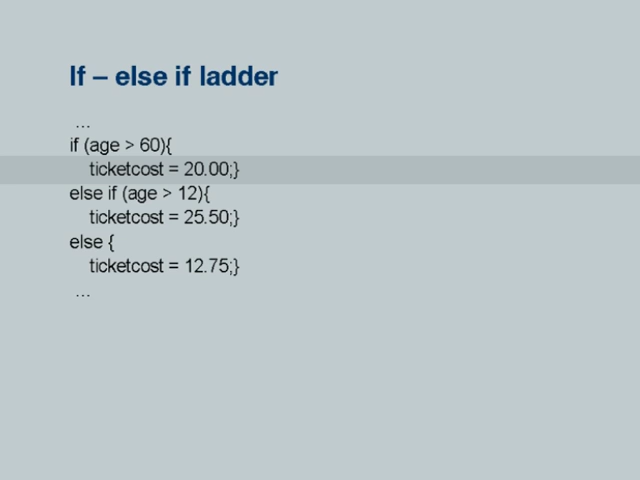 If – else if ladder
...
if (age > 60){
ticketcost = 20.00;}
else if (age > 12){
ticketcost = 25.50;}
else {
ticketcost = 12.75;}
...